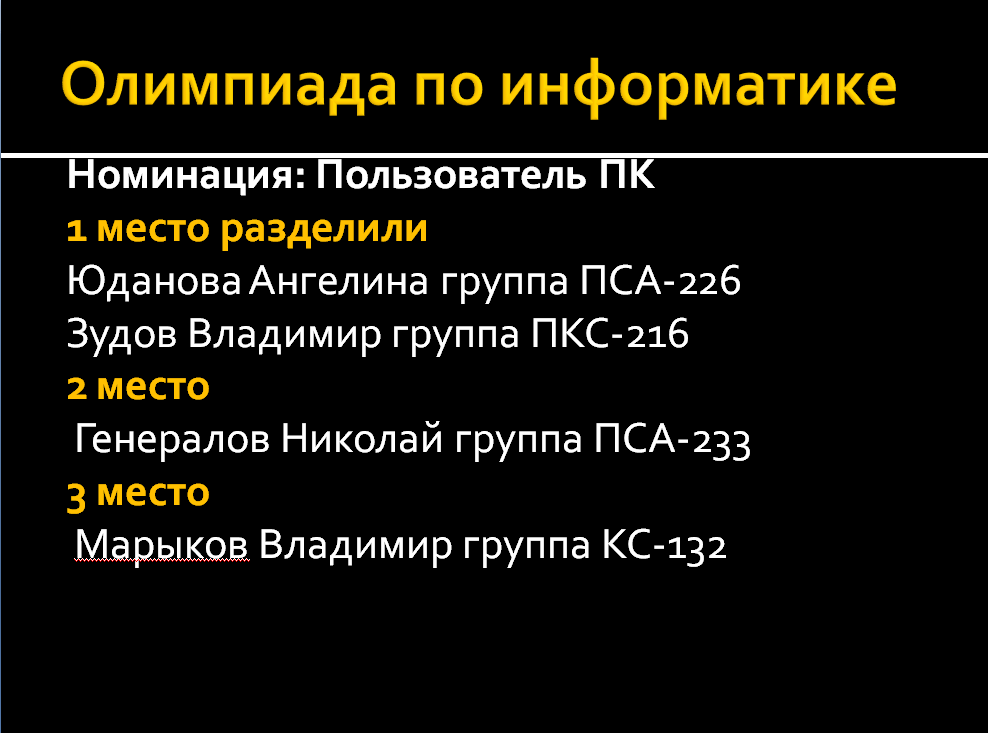 Олимпиада по информатике
Номинация: Пользователь ПК
1 место разделили
Юданова Ангелина группа ПСА-226
Зудов Владимир группа ПКС-216
2 место
Генералов Николай группа ПСА-233
3 место
Марыков Владимир группа КС-132